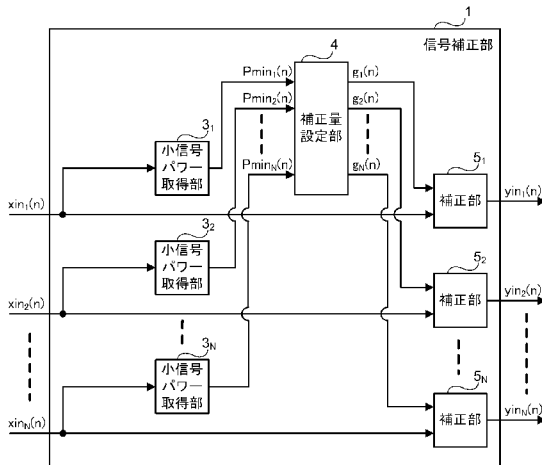 1
信号補正部
4
Pmin₁(n)
g₁(n)
Pmin₂(n)
g₂(n)
補正量
設定部
3₁
小信号
パワー
取得部
PminN(n)
gN(n)
5₁
補正部
xin₁(n)
yin₁(n)
3₂
小信号
パワー
取得部
5₂
補正部
xin₂(n)
yin₂(n)
3N
小信号
パワー
取得部
5N
補正部
xinN(n)
yinN(n)